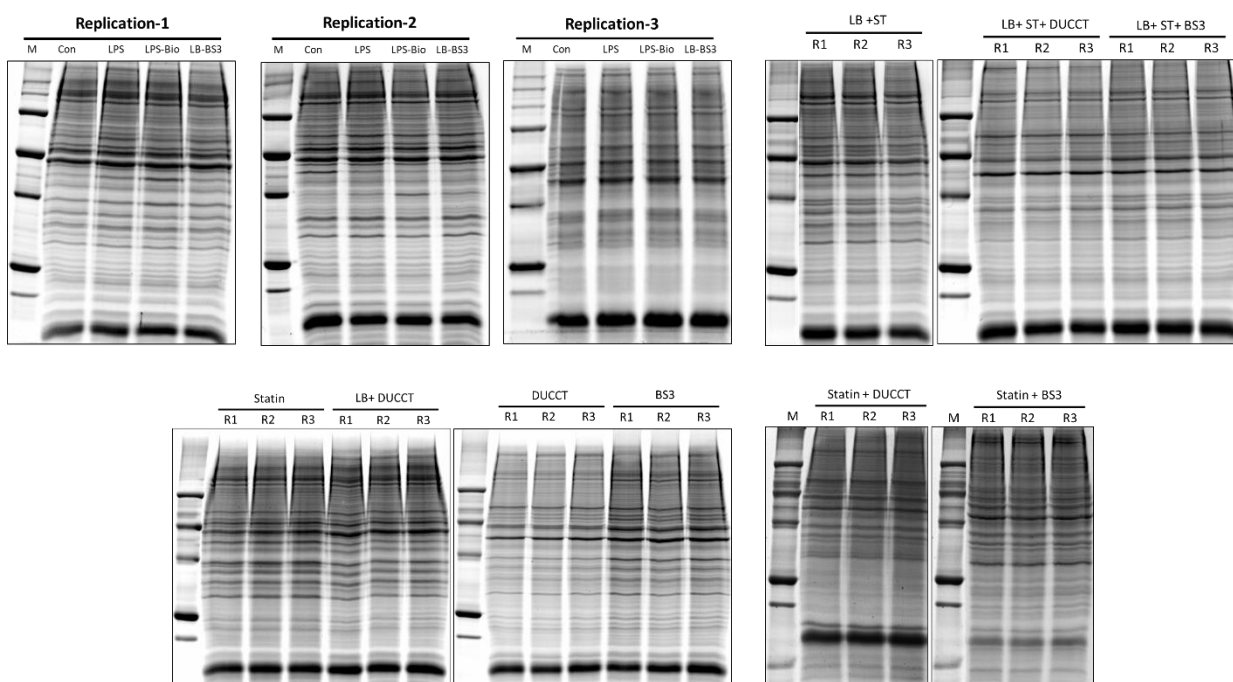 Replication-1 Replication-2 Replication-3 LB +ST LB+ ST+ DUCCT LB+ ST+ BS3
M Con LPS LPS-Bio LB-BS3 M Con LPS LPS-Bio LB-BS3 M Con LPS LPS-Bio LB-BS3 R1 R2 R3 R1 R2 R3 R1 R2 R3
Statin LB+ DUCCT DUCCT BS3 Statin + DUCCT Statin + BS3
R1 R2 R3 R1 R2 R3 R1 R2 R3 R1 R2 R3 M R1 R2 R3 M R1 R2 R3